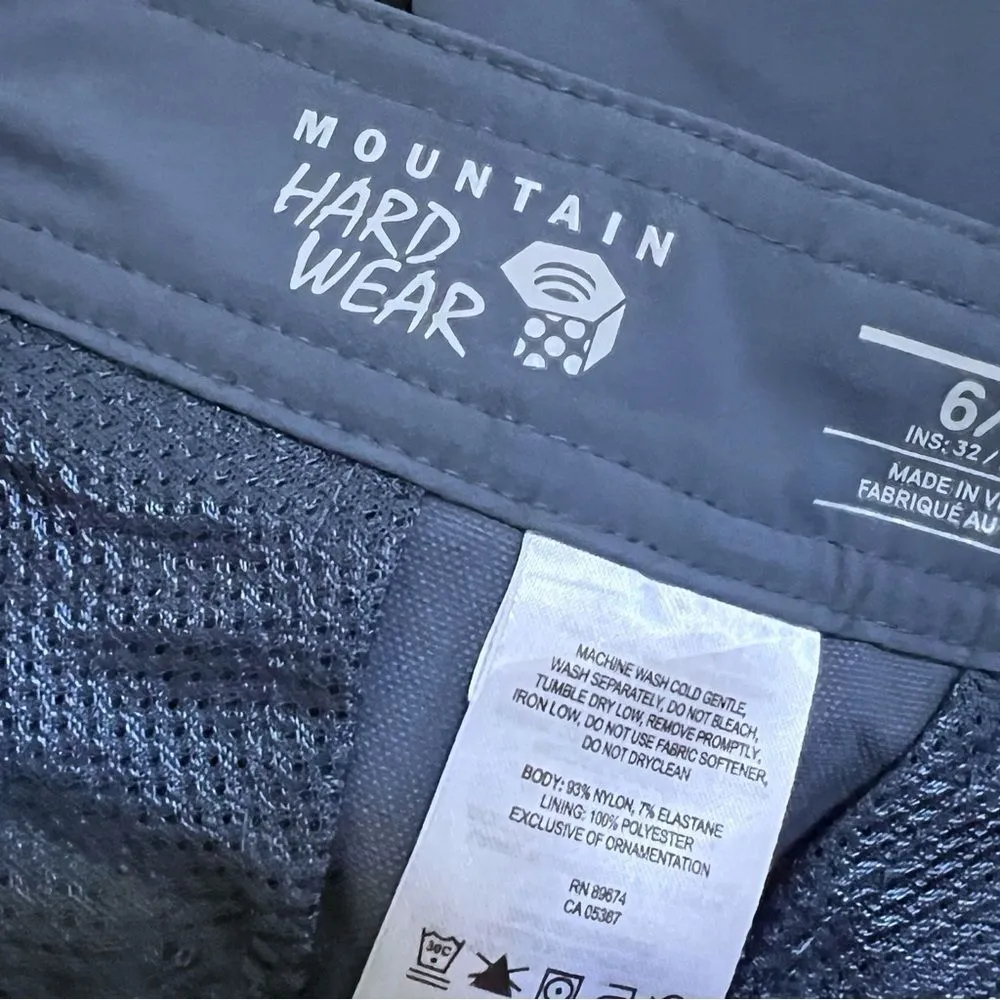 MOUNTAIN
HARD
WEAR
6/
INS: 32 /
MADE IN V
FABRIQUÉ AU
MACHINE WASH COLD GENTLE,
WASH SEPARATELY, DO NOT BLEACH,
TUMBLE DRY LOW, REMOVE PROMPTLY,
IRON LOW, DO NOT USE FABRIC SOFTENER,
DO NOT DRYCLEAN
BODY: 93% NYLON, 7% ELASTANE
LINING: 100% POLYESTER
EXCLUSIVE OF ORNAMENTATION
RN 89674
CA 05367
30C